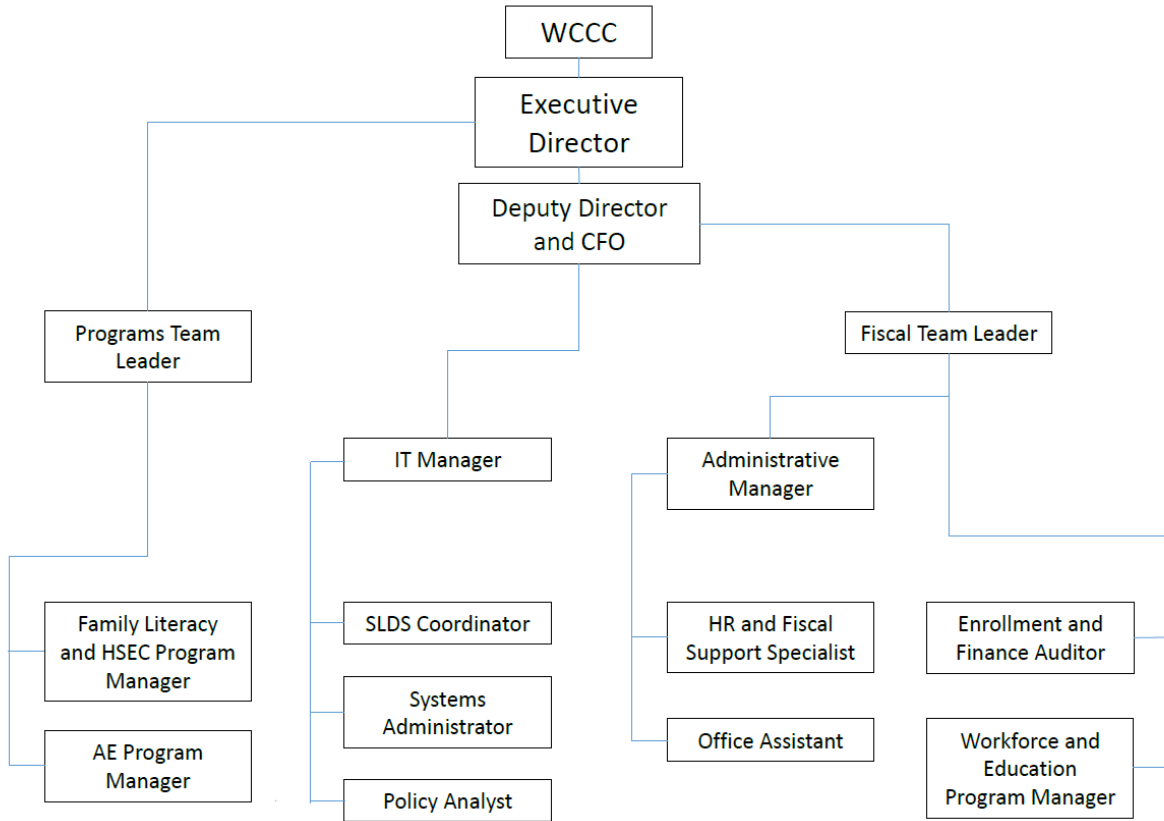 WCCC
Executive
Director
Deputy Director
and CFO
Programs Team
Leader
Fiscal Team Leader
IT Manager
Administrative
Manager
Family Literacy
and HSEC Program
Manager
SLDS Coordinator
HR and Fiscal
Support Specialist
Enrollment and
Finance Auditor
Systems
Administrator
AE Program
Manager
Office Assistant
Workforce and
Education
Program Manager
Policy Analyst